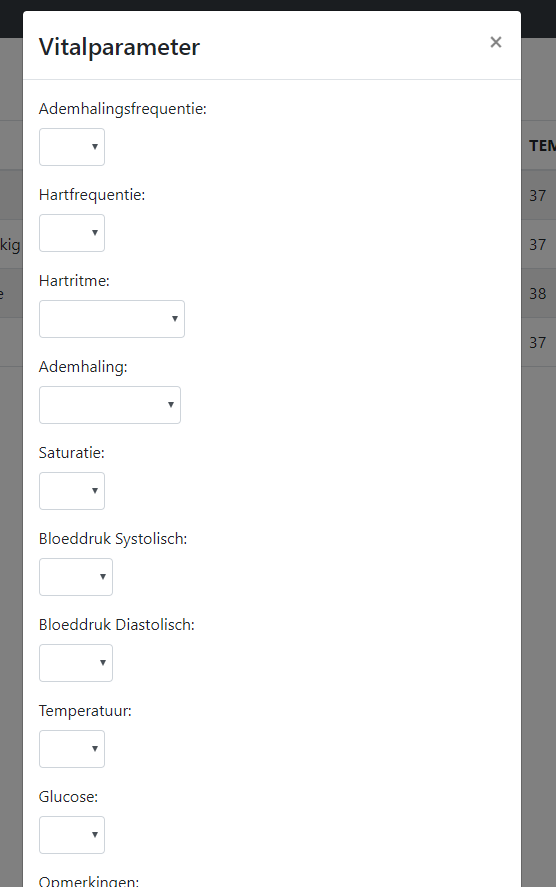 Vitalparameter ×
Ademhalingsfrequentie:
TEM
Hartfrequentie:
37
kig
37
Hartritme:
e
38
37
Ademhaling:
Saturatie:
Bloeddruk Systolisch:
Bloeddruk Diastolisch:
Temperatuur:
Glucose:
Opmerkingen: